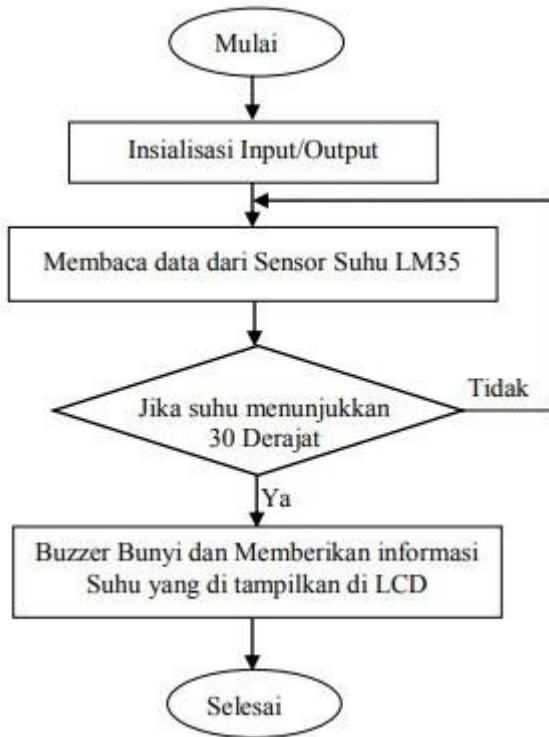 Mulai
Insialisasi Input/Output
Membaca data dari Sensor Suhu LM35
Jika suhu menunjukkan
30 Derajat
Tidak
Ya
Buzzer Bunyi dan Memberikan informasi
Suhu yang di tampilkan di LCD
Selesai